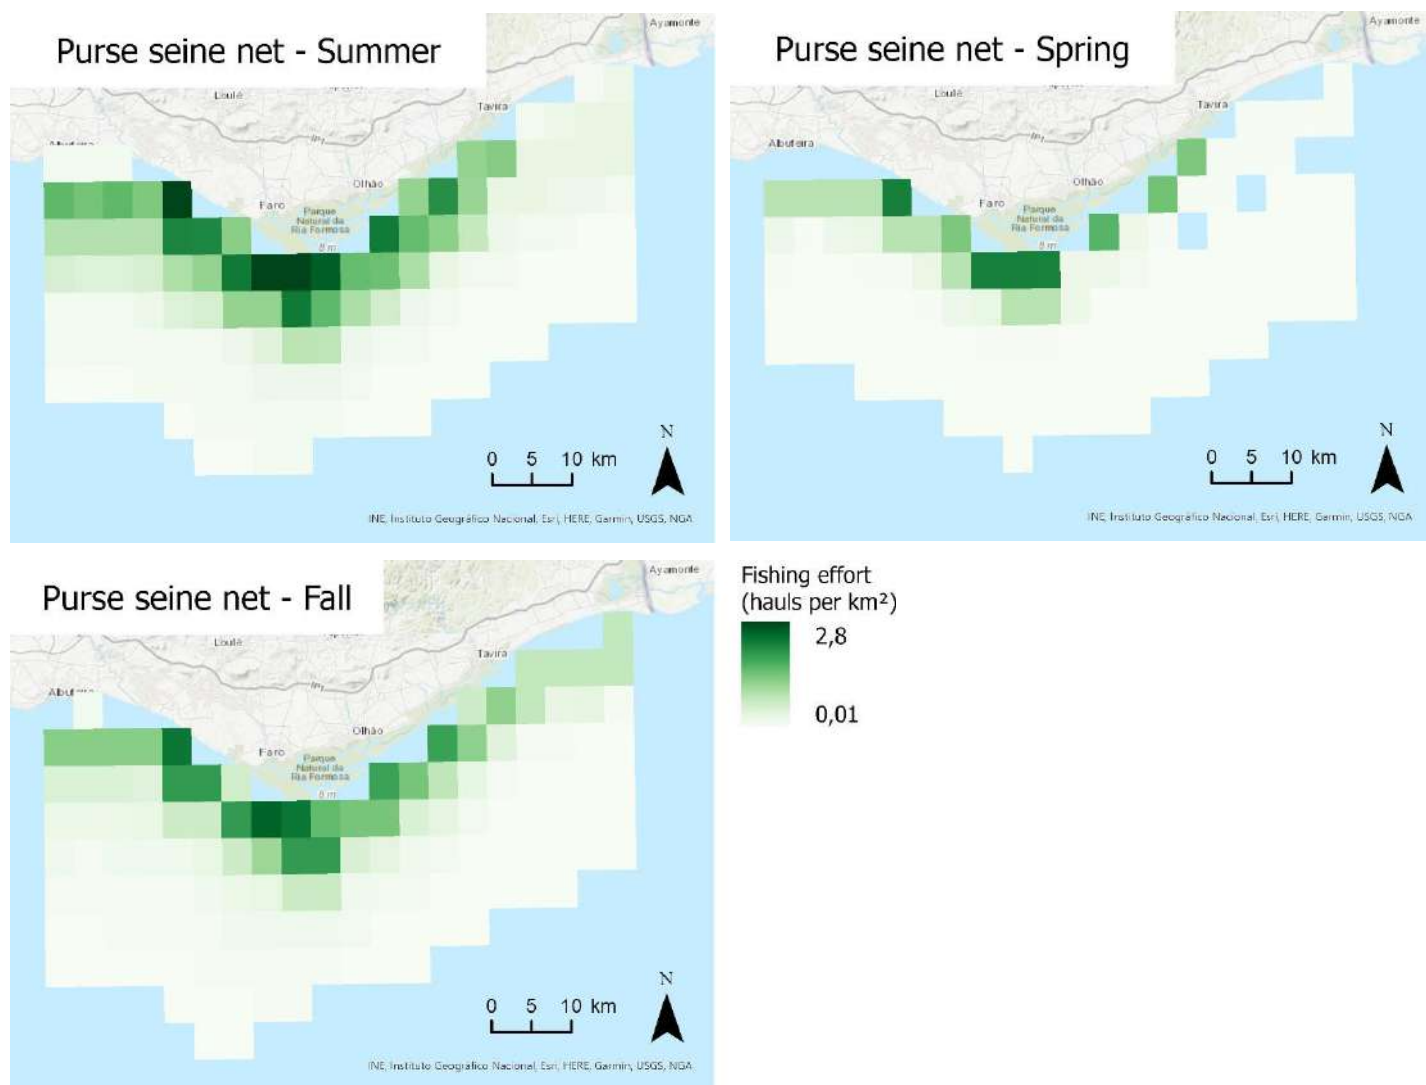 Purse seine net - Summer
Ayamonte
Loulé
Tavira
Olhão
Faro
Parque
Natural da
Ria Formosa
8 m
N
0 5 10 km
INE, Instituto Geográfico Nacional, Esri, HERE, Garmin, USGS, NGA
Purse seine net - Spring
Ayamonte
Loulé
Tavira
Albufeira
Olhão
Faro
Parque
Natural da
Ria Formosa
8 m
N
0 5 10 km
INE, Instituto Geográfico Nacional, Esri, HERE, Garmin, USGS, NGA
Purse seine net - Fall
Ayamonte
Loulé
Tavira
Olhão
Faro
Parque
Natural da
Ria Formosa
8 m
N
0 5 10 km
INE, Instituto Geográfico Nacional, Esri, HERE, Garmin, USGS, NGA
Fishing effort
(hauls per km²)
2,8
0,01